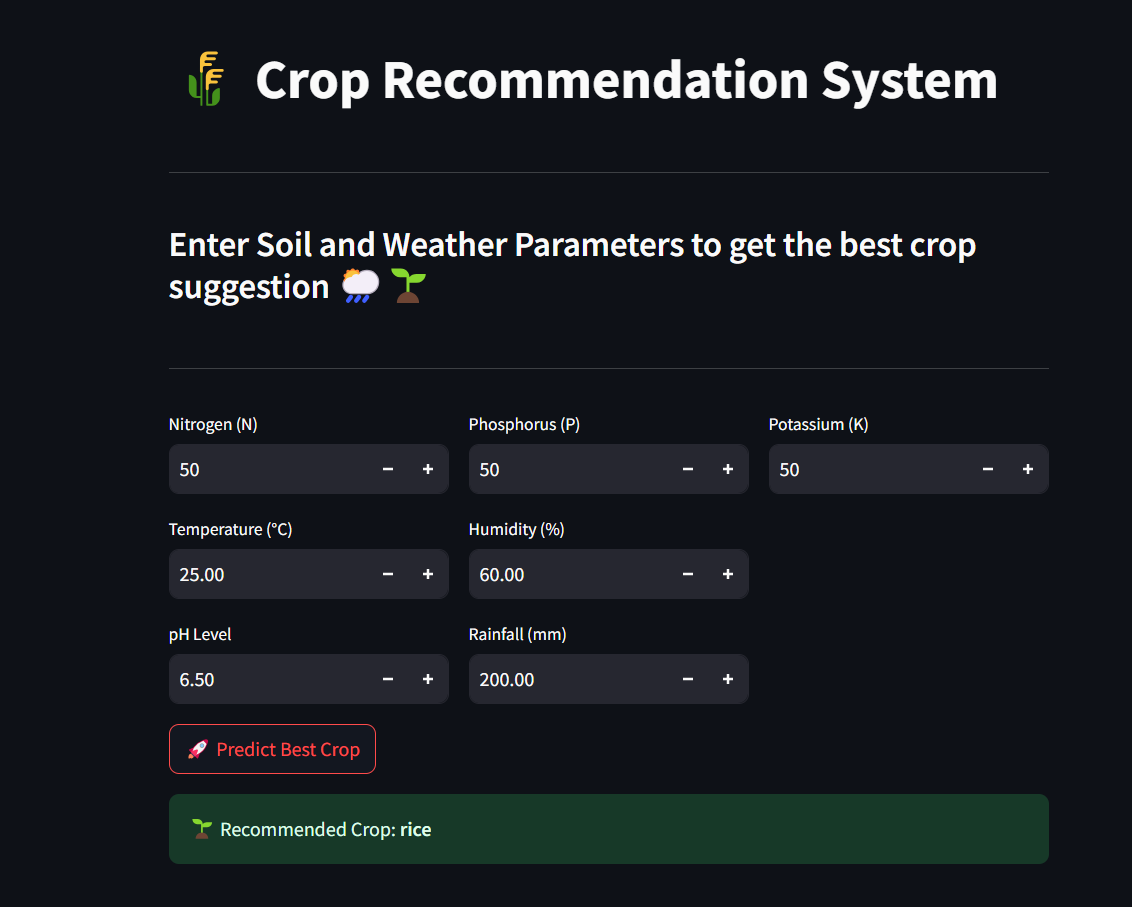 Crop Recommendation System
Enter Soil and Weather Parameters to get the best crop
suggestion
Nitrogen (N) Phosphorus (P) Potassium (K)
50 − + 50 − + 50 − +
Temperature (°C) Humidity (%)
25.00 − + 60.00 − +
pH Level Rainfall (mm)
6.50 − + 200.00 − +
Predict Best Crop
Recommended Crop: rice